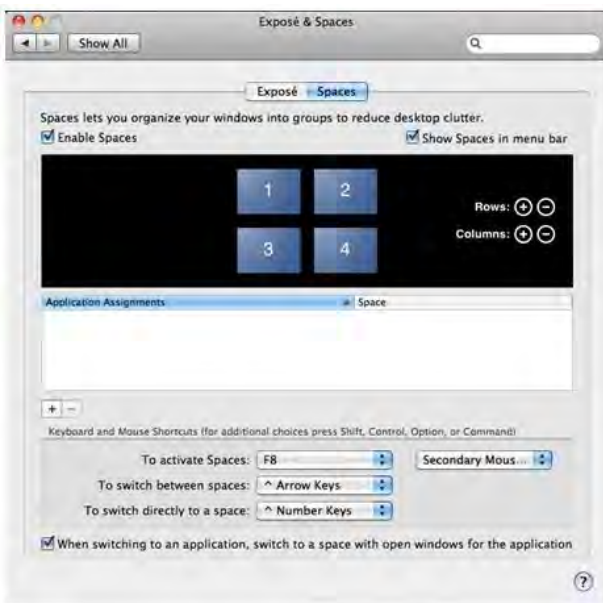 Exposé & Spaces
Show All
Exposé Spaces
Spaces lets you organize your windows into groups to reduce desktop clutter.
Enable Spaces Show Spaces in menu bar
1 2
Rows: + −
Columns: + −
3 4
Application Assignments Space
+ −
Keyboard and Mouse Shortcuts (for additional choices press Shift, Control, Option, or Command)
To activate Spaces: F8 Secondary Mous...
To switch between spaces: ^ Arrow Keys
To switch directly to a space: ^ Number Keys
When switching to an application, switch to a space with open windows for the application
?